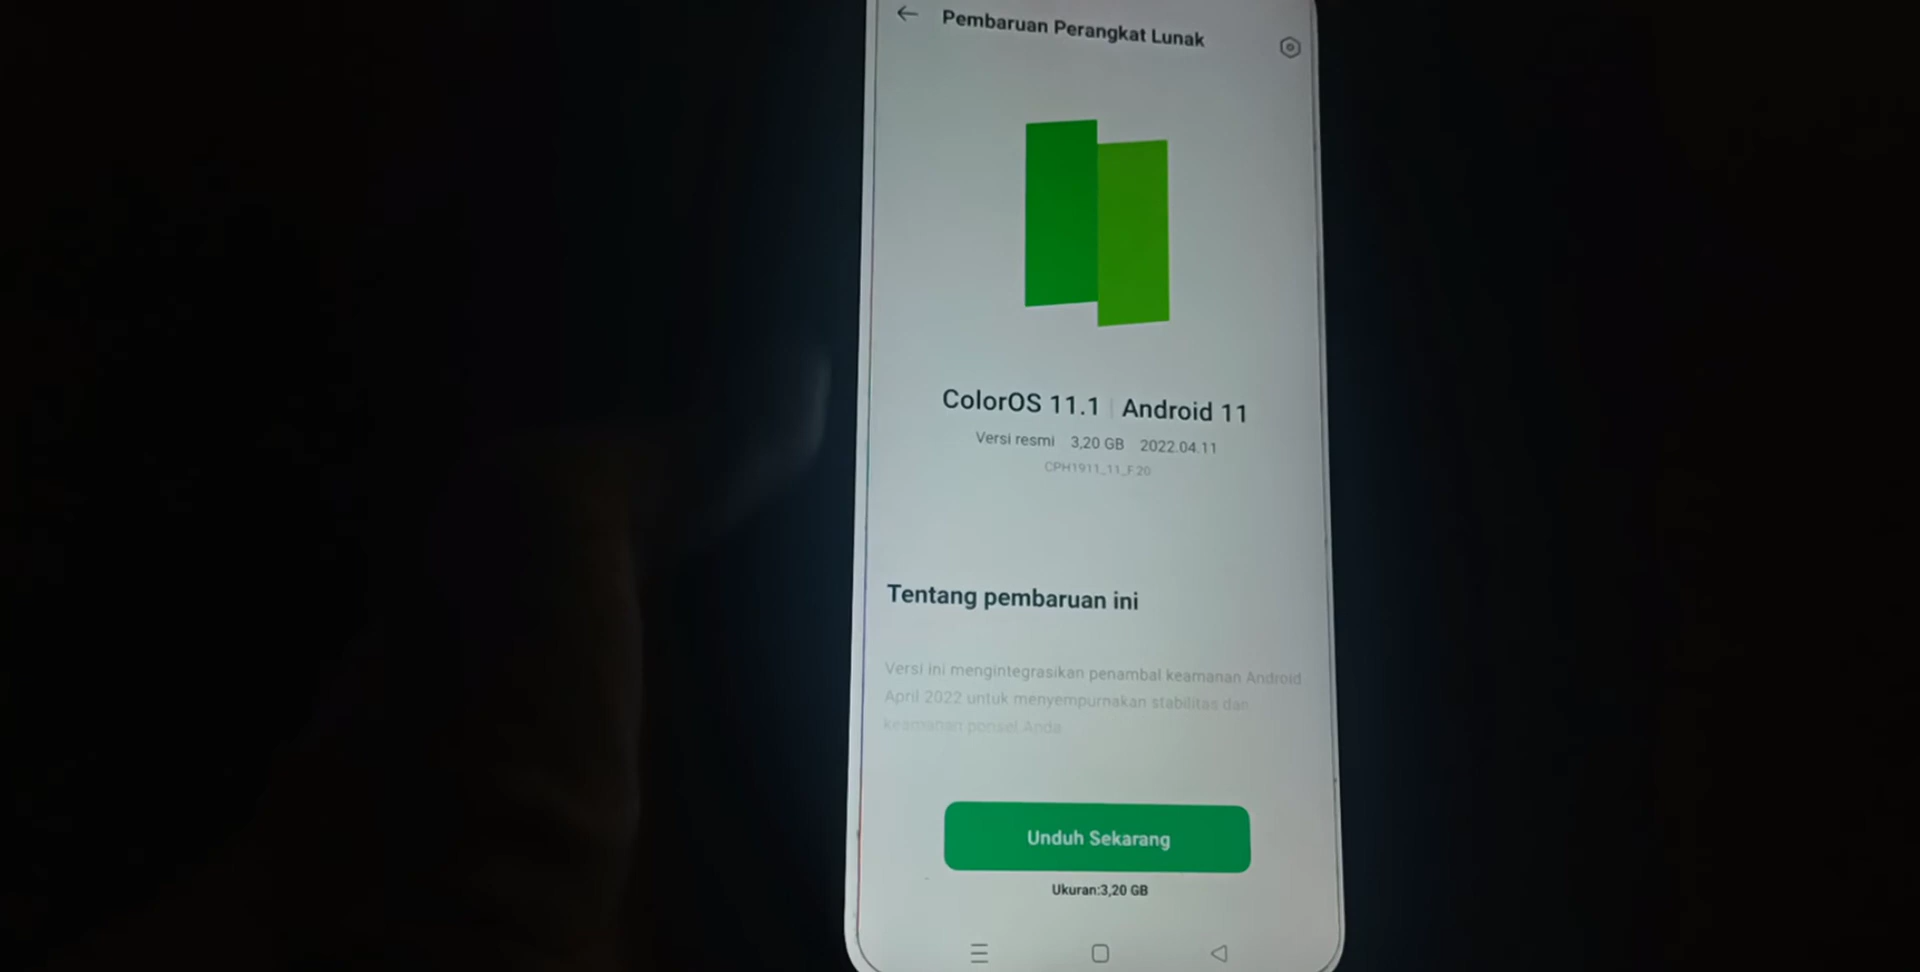 Pembaruan Perangkat Lunak
ColorOS 11.1 | Android 11
Versi resmi 3,20 GB 2022.04.11
CPH1911_11_F.20
Tentang pembaruan ini
Versi ini mengintegrasikan penambal keamanan Android
April 2022 untuk menyempurnakan stabilitas dan
keamanan ponsel Anda
Unduh Sekarang
Ukuran:3,20 GB